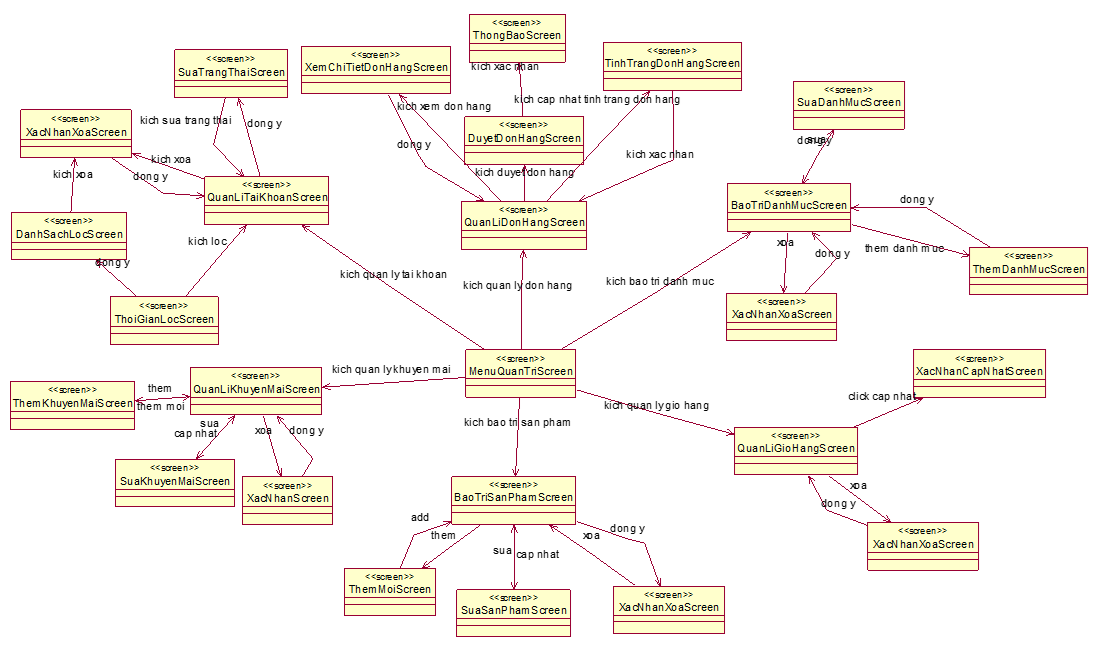 <<screen>>
ThongBaoScreen
kich xac nhan
<<screen>>
SuaTrangThaiScreen
<<screen>>
XemChiTietDonHangScreen
<<screen>>
TinhTrangDonHangScreen
kich xem don hang
kich cap nhat tinh trang don hang
<<screen>>
SuaDanhMucScreen
<<screen>>
XacNhanXoaScreen
kich sua trang thai
dong y
<<screen>>
DuyetDonHangScreen
dong y
dong y
sua
kich xoa
dong y
kich xac nhan
kich xoa
kich duyet don hang
<<screen>>
QuanLiTaiKhoanScreen
<<screen>>
QuanLiDonHangScreen
<<screen>>
BaoTriDanhMucScreen
dong y
<<screen>>
DanhSachLocScreen
kich loc
xoa
dong y
them danh muc
dong y
<<screen>>
ThemDanhMucScreen
kich quan ly tai khoan
kich quan ly don hang
kich bao tri danh muc
<<screen>>
ThoiGianLocScreen
<<screen>>
XacNhanXoaScreen
<<screen>>
MenuQuanTriScreen
<<screen>>
XacNhanCapNhatScreen
kich quan ly khuyen mai
<<screen>>
QuanLiKhuyenMaiScreen
<<screen>>
ThemKhuyenMaiScreen
them
them moi
click cap nhat
kich quan ly gio hang
sua
cap nhat
xoa
dong y
kich bao tri san pham
<<screen>>
QuanLiGioHangScreen
<<screen>>
SuaKhuyenMaiScreen
<<screen>>
XacNhanScreen
<<screen>>
BaoTriSanPhamScreen
xoa
dong y
add
them
sua
cap nhat
xoa
dong y
<<screen>>
XacNhanXoaScreen
<<screen>>
ThemMoiScreen
<<screen>>
SuaSanPhamScreen
<<screen>>
XacNhanXoaScreen